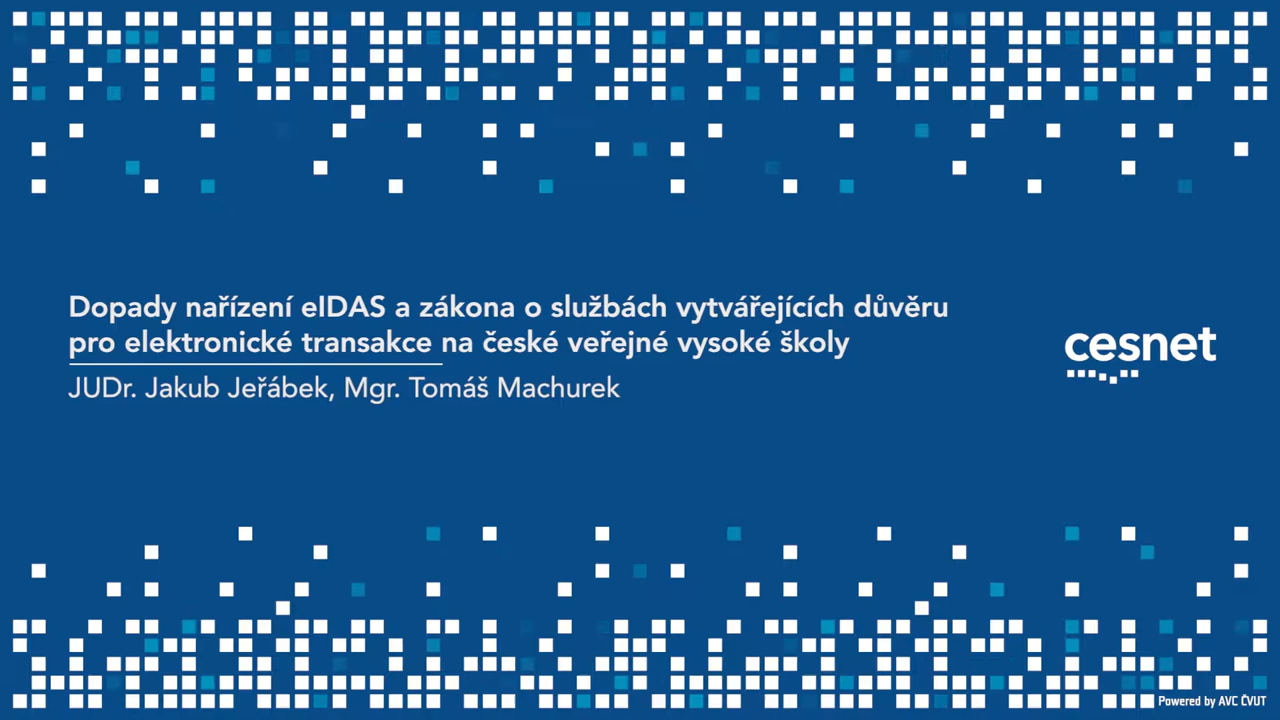 Dopady nařízení eIDAS a zákona o službách vytvářejících důvěru
pro elektronické transakce na české veřejné vysoké školy
JUDr. Jakub Jeřábek, Mgr. Tomáš Machurek
cesnet
Powered by AVC ČVUT